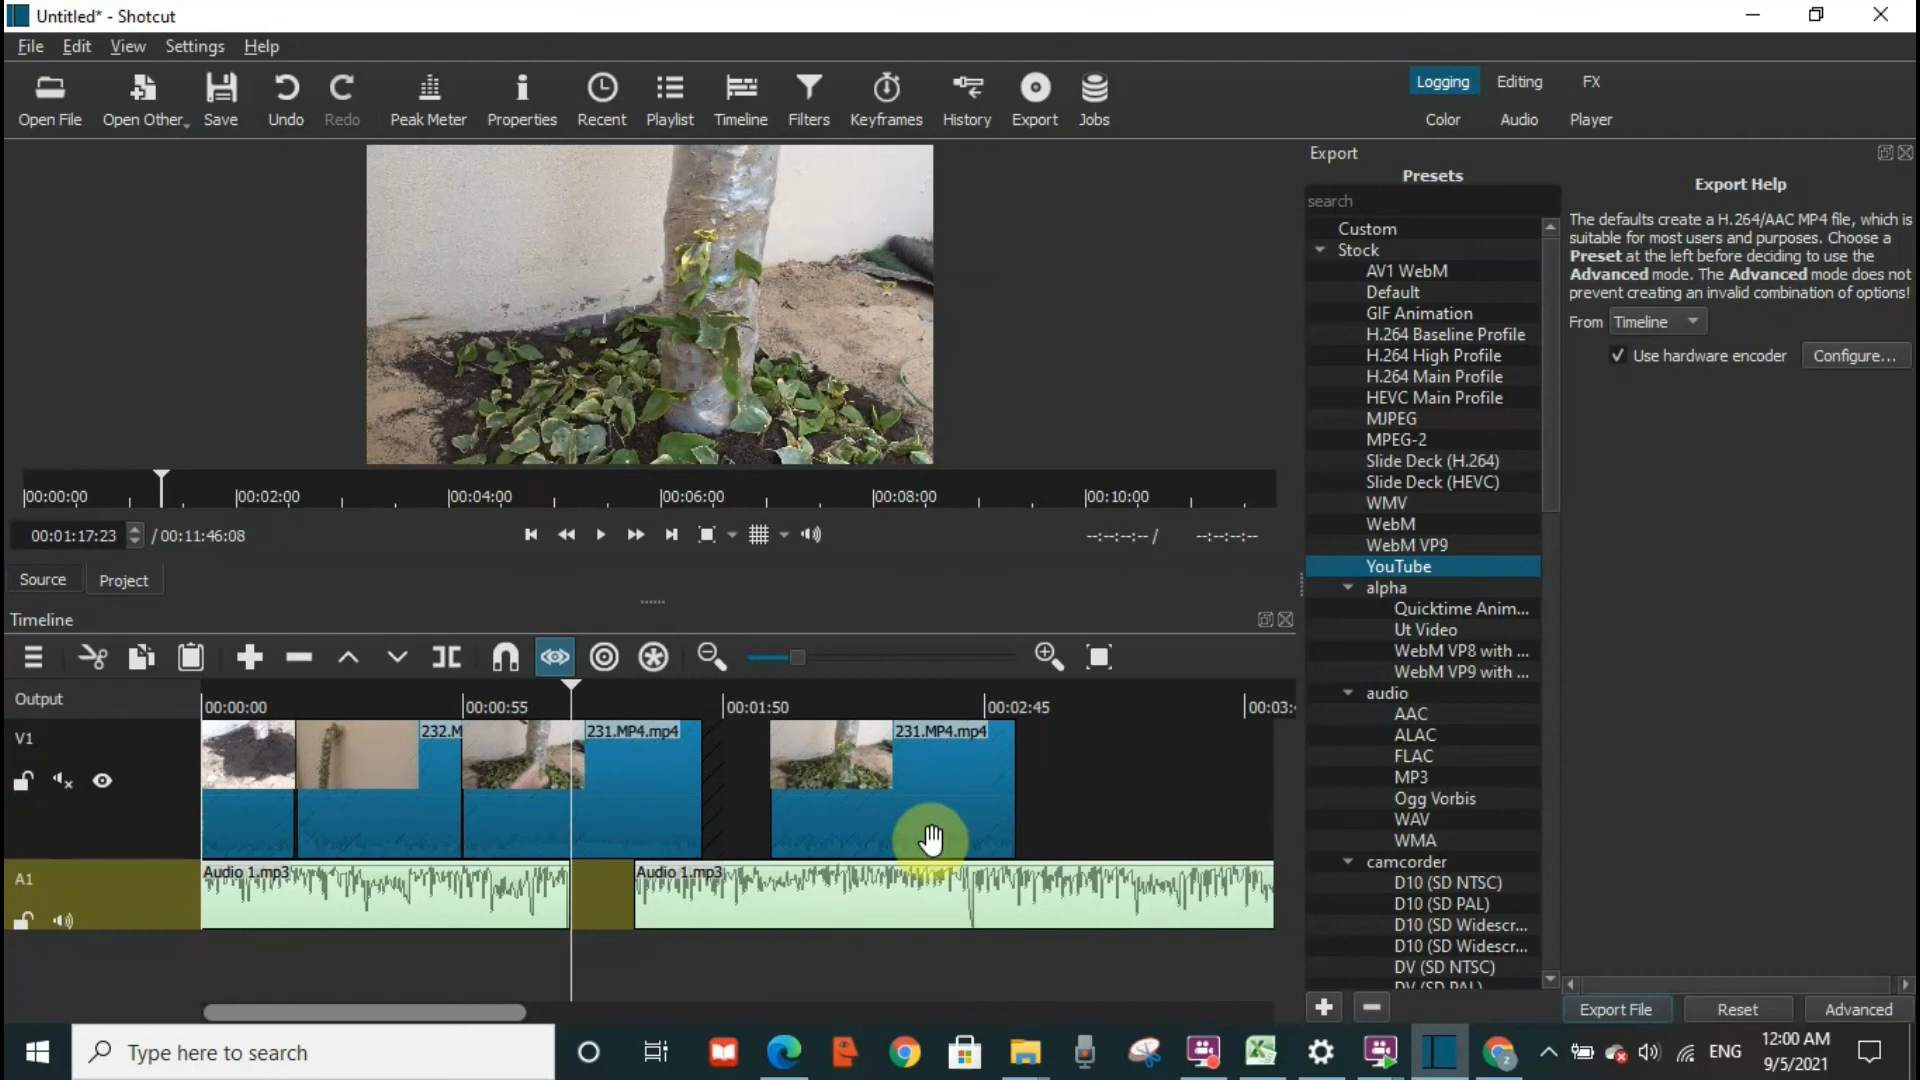 Untitled* - Shotcut
File Edit View Settings Help
Open File Open Other Save Undo Redo Peak Meter Properties Recent Playlist Timeline Filters Keyframes History Export Jobs
Logging Editing FX
Color Audio Player
Export
Presets
search
Custom
Stock
AV1 WebM
Default
GIF Animation
H.264 Baseline Profile
H.264 High Profile
H.264 Main Profile
HEVC Main Profile
MJPEG
MPEG-2
Slide Deck (H.264)
Slide Deck (HEVC)
WMV
WebM
WebM VP9
YouTube
alpha
Quicktime Anim...
Ut Video
WebM VP8 with ...
WebM VP9 with ...
audio
AAC
ALAC
FLAC
MP3
Ogg Vorbis
WAV
WMA
camcorder
D10 (SD NTSC)
D10 (SD PAL)
D10 (SD Widescr...
D10 (SD Widescr...
DV (SD NTSC)
DV (SD PAL)
Export Help
The defaults create a H.264/AAC MP4 file, which is
suitable for most users and purposes. Choose a
Preset at the left before deciding to use the
Advanced mode. The Advanced mode does not
prevent creating an invalid combination of options!
From Timeline
Use hardware encoder Configure...
Export File Reset Advanced
00:00:00 00:02:00 00:04:00 00:06:00 00:08:00 00:10:00
00:01:17:23 / 00:11:46:08 --:--:--:-- / --:--:--:--
Source Project
Timeline
Output 00:00:00 00:00:55 00:01:50 00:02:45 00:03:
V1 232.M 231.MP4.mp4 231.MP4.mp4
A1 Audio 1.mp3 Audio 1.mp3
Type here to search
ENG
12:00 AM
9/5/2021